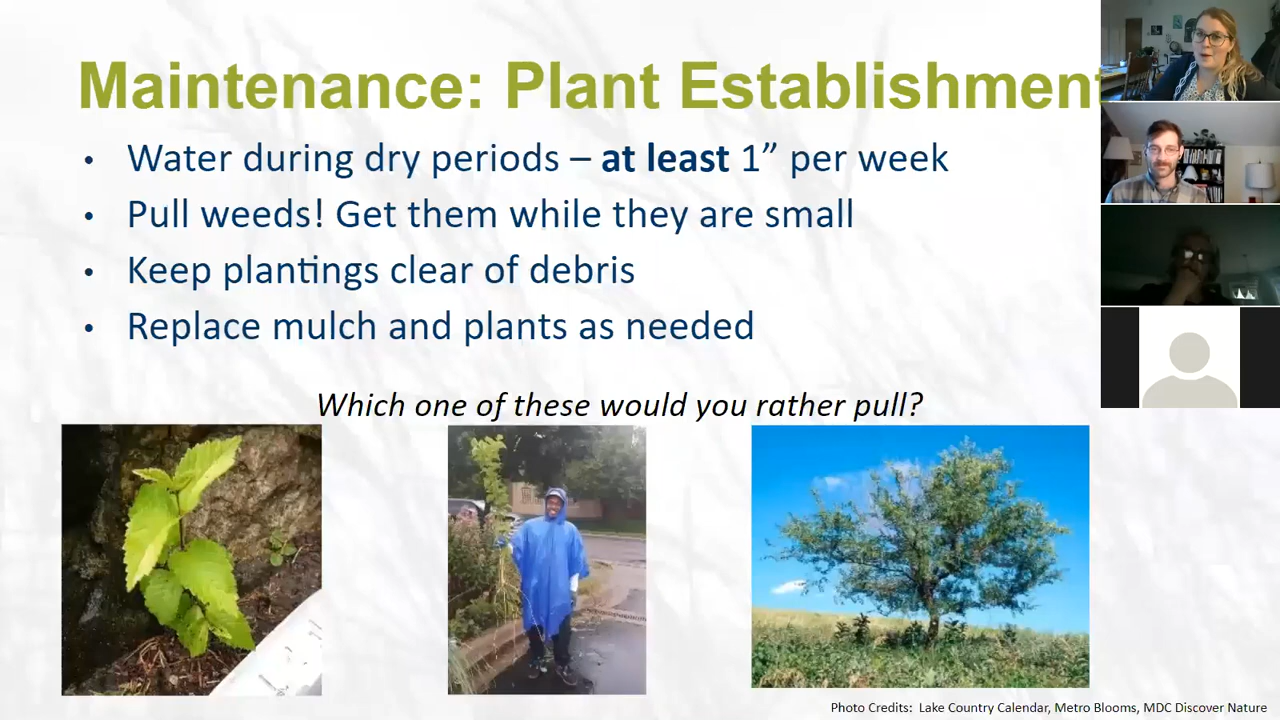 Maintenance: Plant Establishment
• Water during dry periods – at least 1” per week
• Pull weeds! Get them while they are small
• Keep plantings clear of debris
• Replace mulch and plants as needed
Which one of these would you rather pull?
Photo Credits: Lake Country Calendar, Metro Blooms, MDC Discover Nature